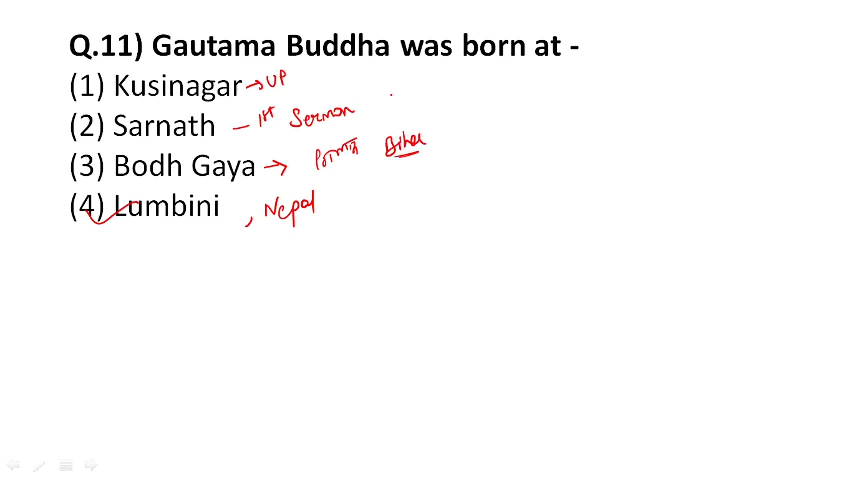 Q.11) Gautama Buddha was born at -
(1) Kusinagar → UP
(2) Sarnath – 1st Sermon
(3) Bodh Gaya → Bihar
(4) Lumbini , Nepal